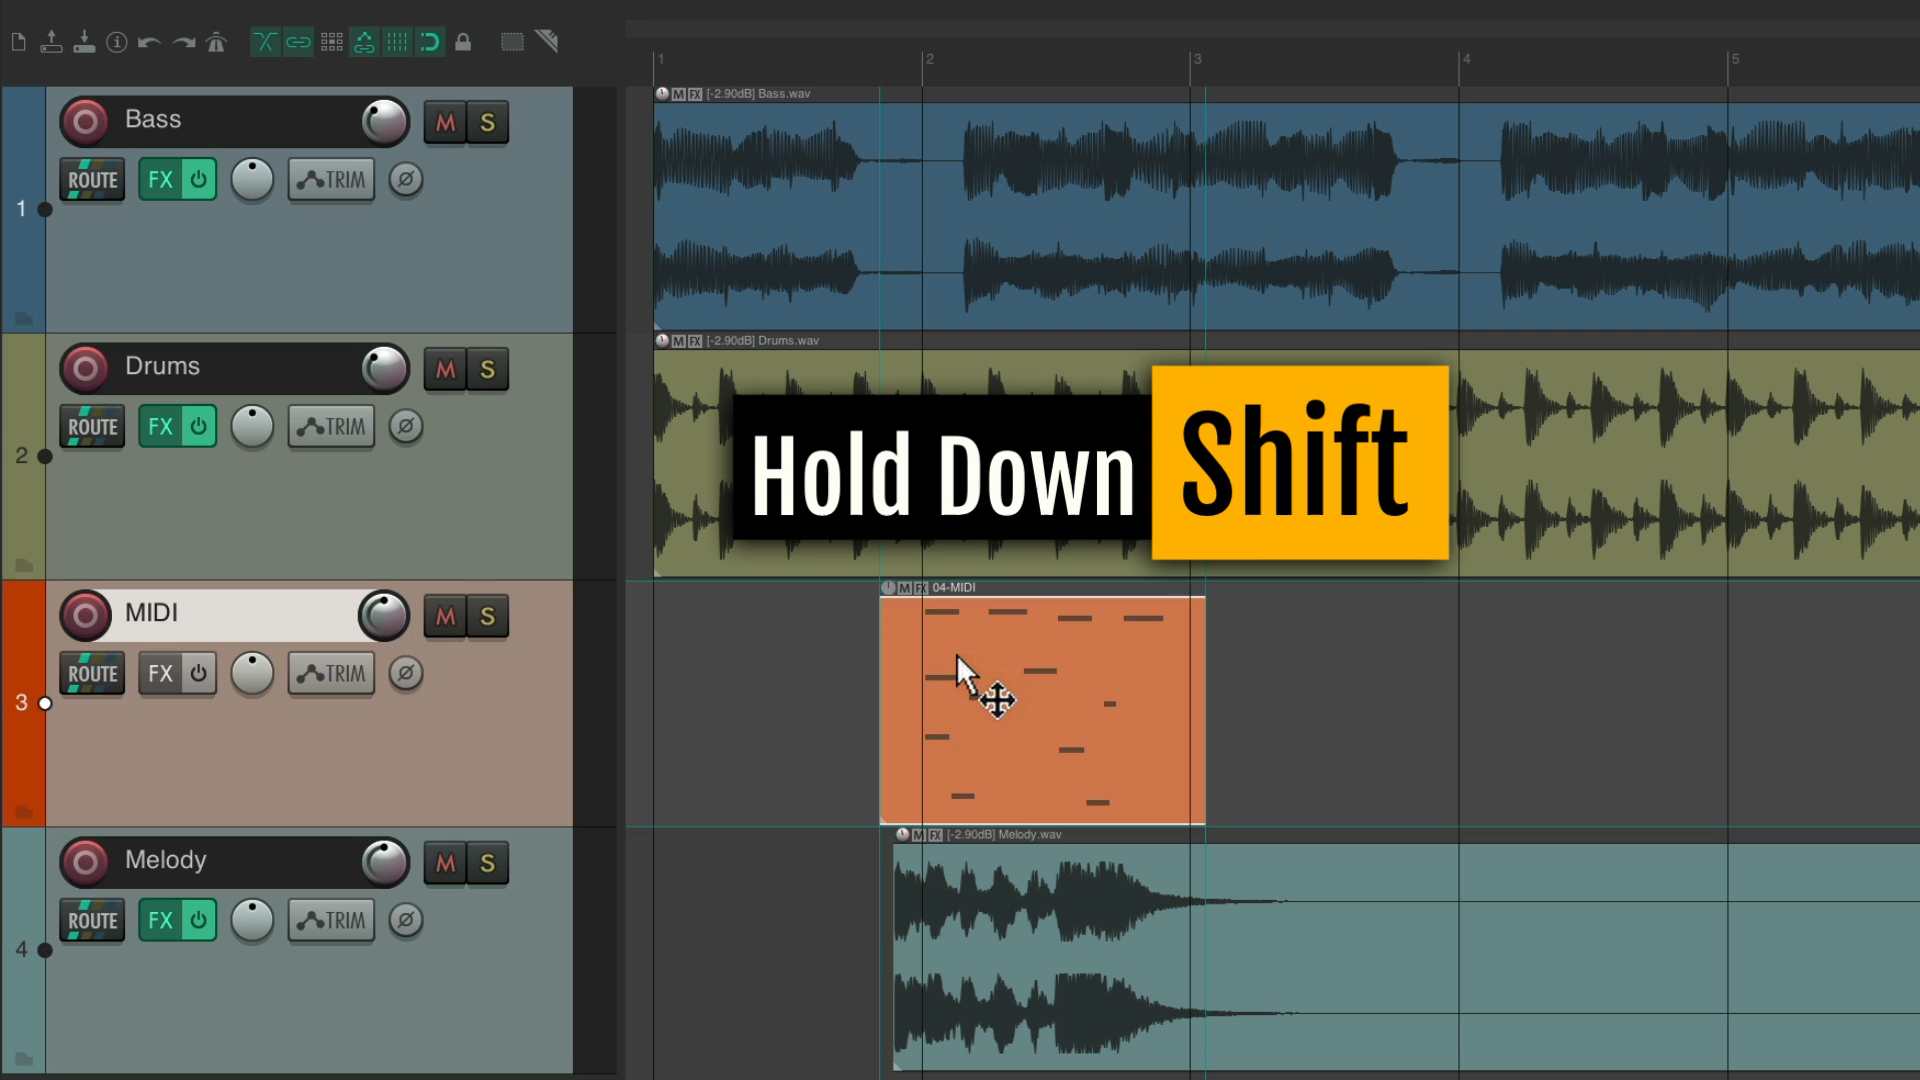 1 2 3 4 5
M FX [-2.90dB] Bass.wav
Bass M S
ROUTE FX TRIM
1
M FX [-2.90dB] Drums.wav
Drums M S
ROUTE FX TRIM
2
Hold Down Shift
M FX 04-MIDI
MIDI M S
ROUTE FX TRIM
3
M FX [-2.90dB] Melody.wav
Melody M S
ROUTE FX TRIM
4